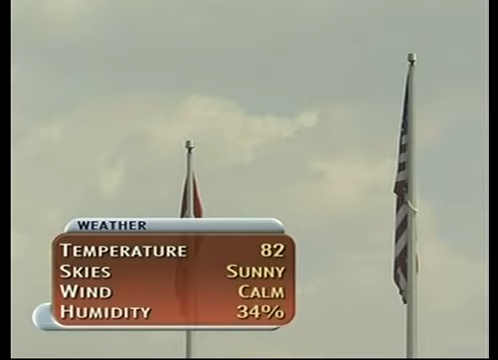 WEATHER
TEMPERATURE 82
SKIES SUNNY
WIND CALM
HUMIDITY 34%